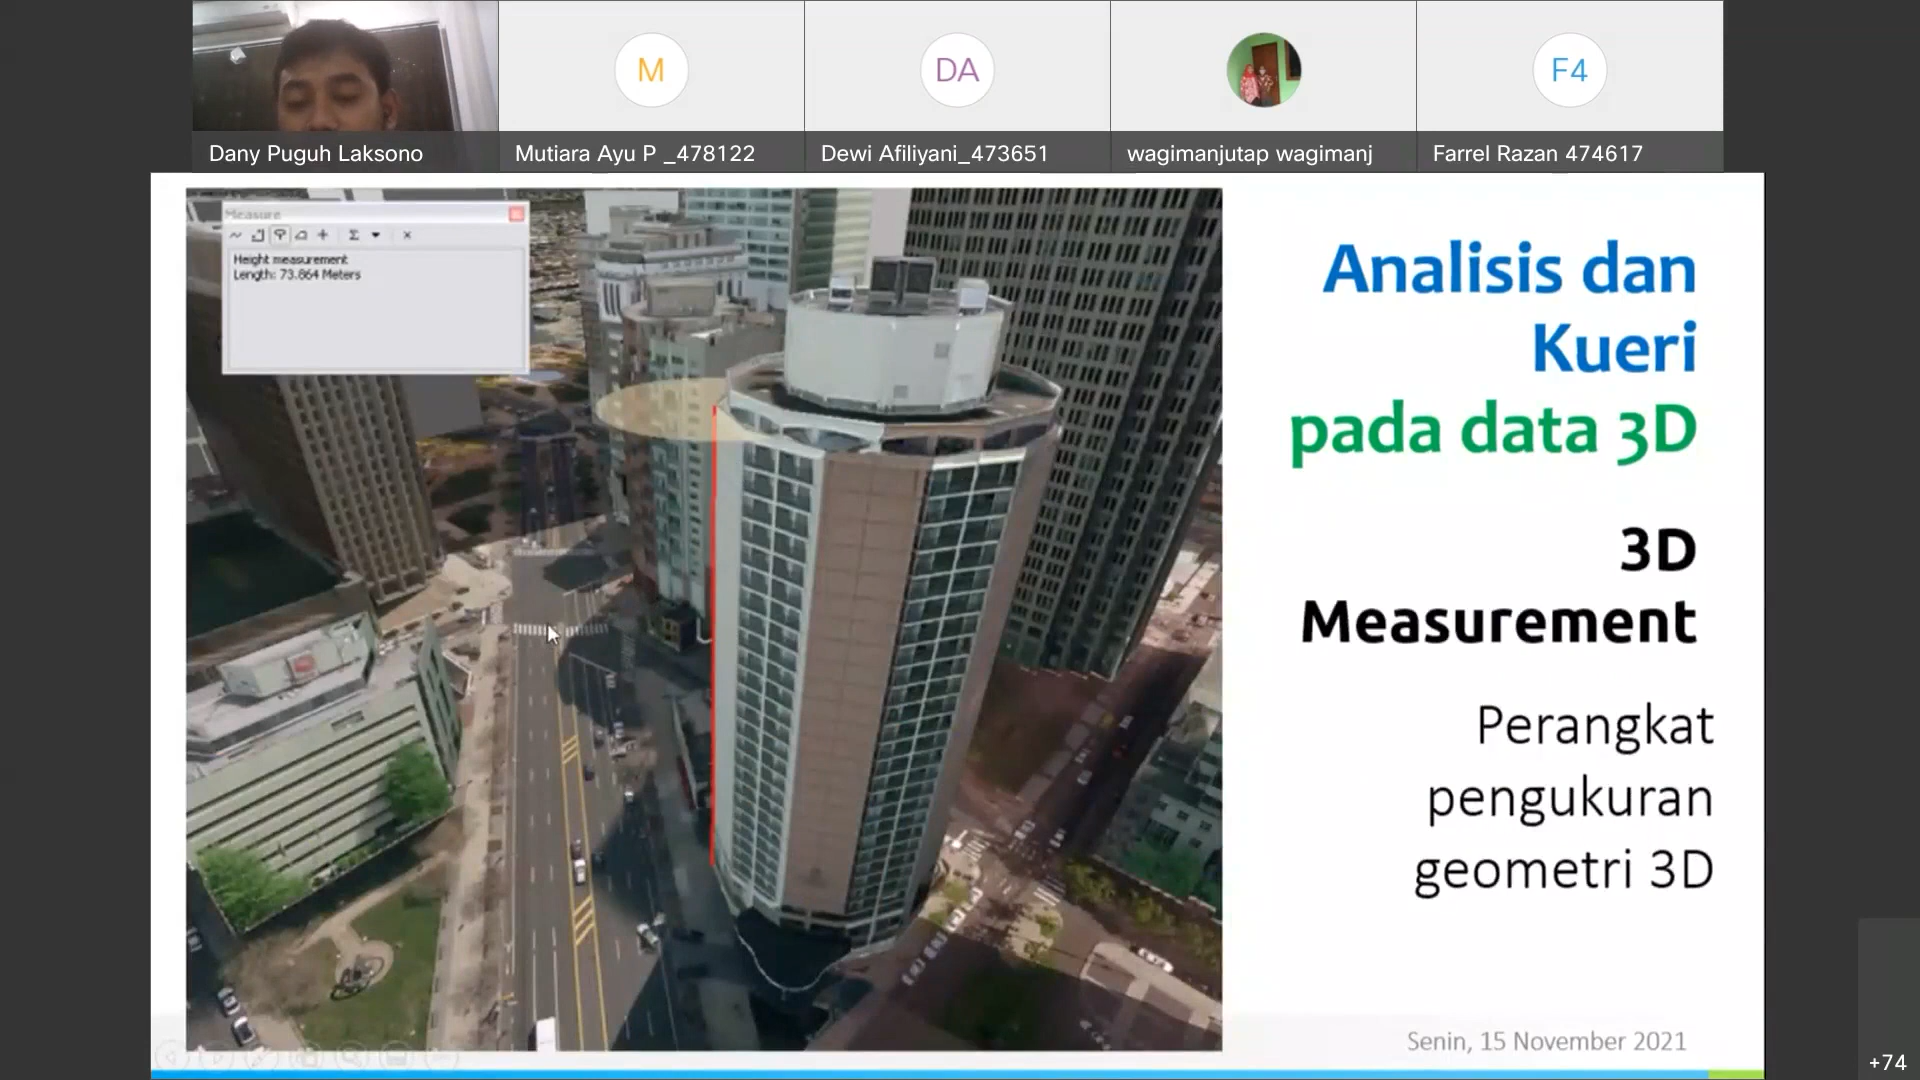 M
DA
F4
Dany Puguh Laksono
Mutiara Ayu P _478122
Dewi Afiliyani_473651
wagimanjutap wagimanj
Farrel Razan 474617
Measure
Height measurement
Length: 73.864 Meters
Analisis dan
Kueri
pada data 3D
3D
Measurement
Perangkat
pengukuran
geometri 3D
Senin, 15 November 2021
+74